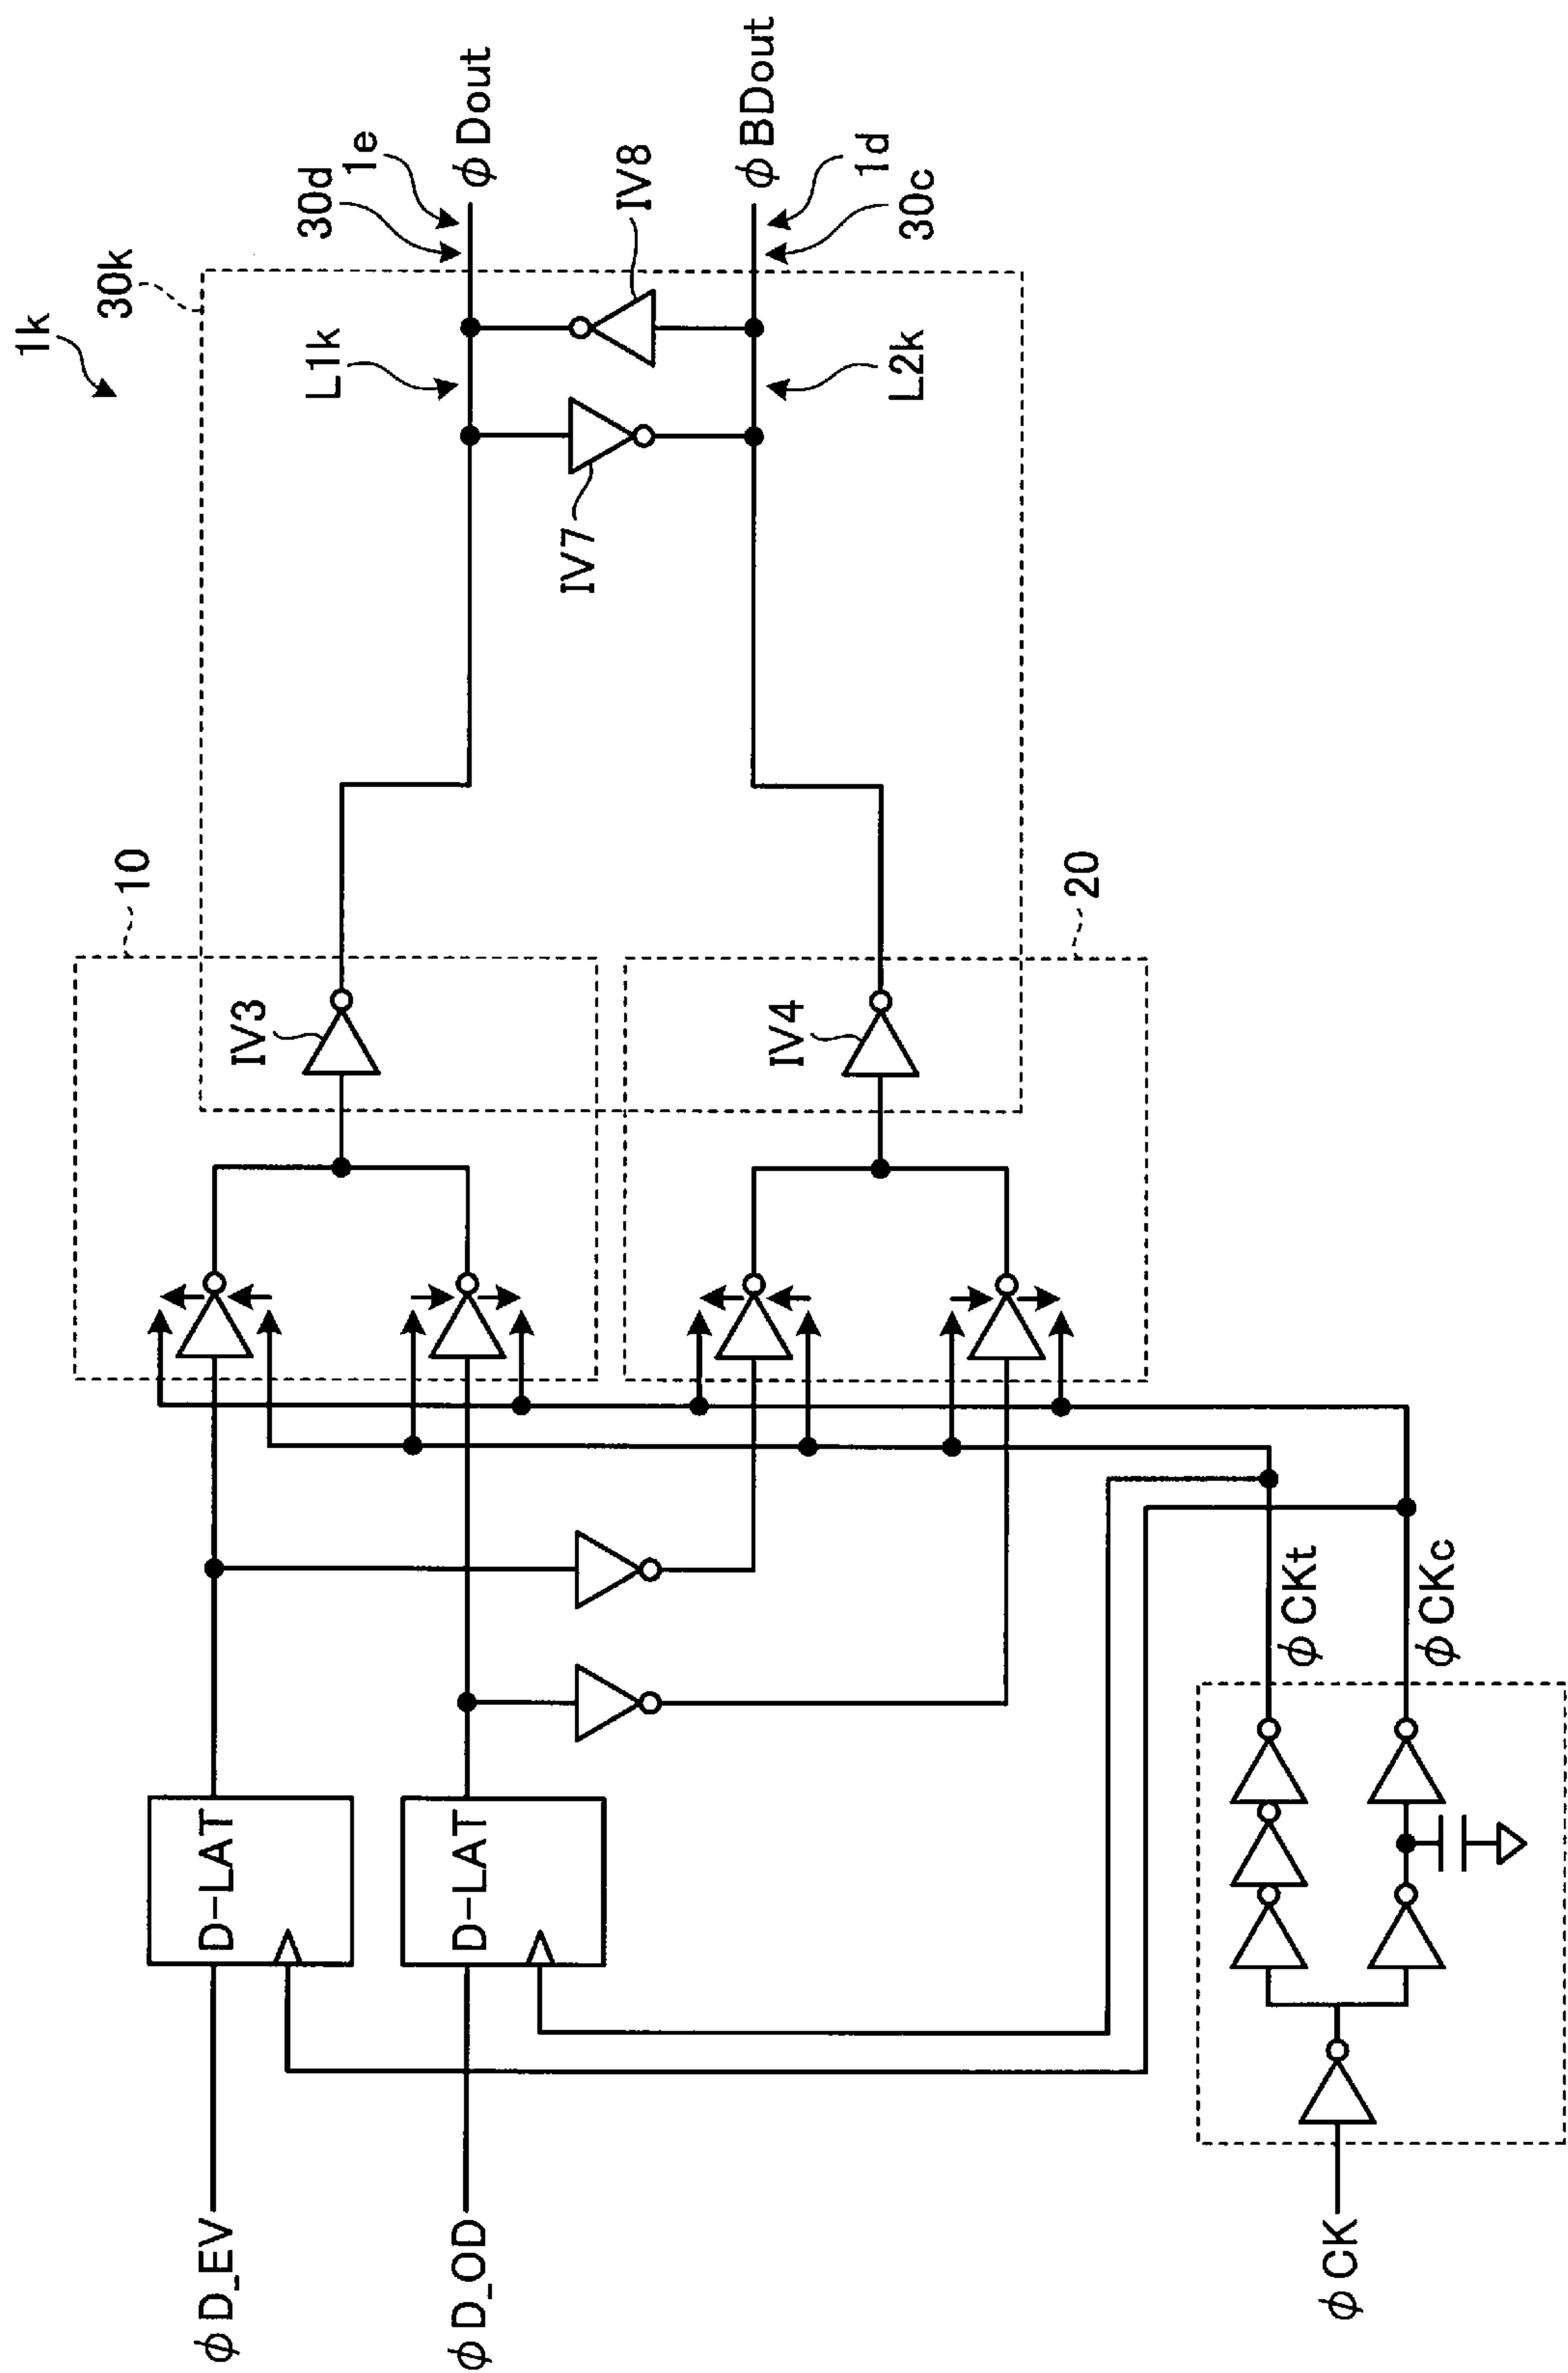 1k
30k
10
20
30d
1e
φDout
L1k
IV8
IV7
φBDout
1d
30c
L2k
IV3
IV4
D-LAT
D-LAT
φD_EV
φD_OD
φCKt
φCKc
φCK